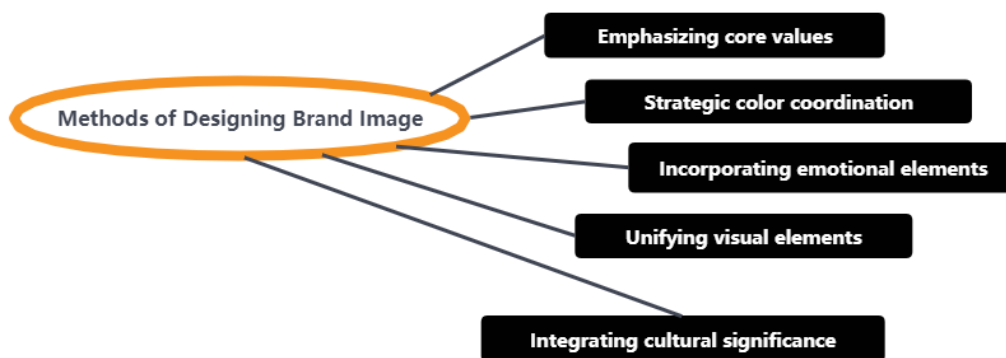 Methods of Designing Brand Image
Emphasizing core values
Strategic color coordination
Incorporating emotional elements
Unifying visual elements
Integrating cultural significance